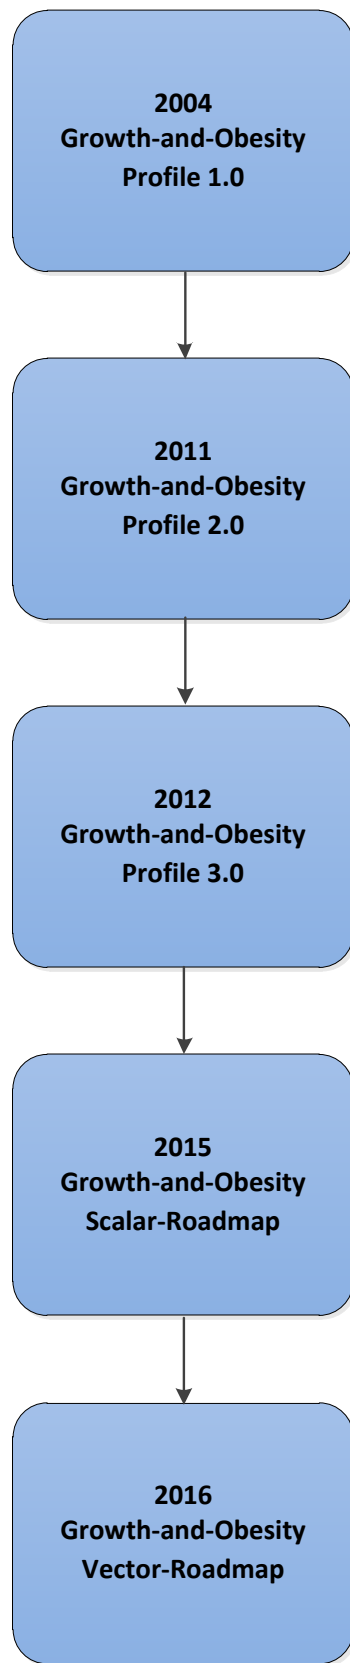 2004
Growth-and-Obesity
Profile 1.0
2011
Growth-and-Obesity
Profile 2.0
2012
Growth-and-Obesity
Profile 3.0
2015
Growth-and-Obesity
Scalar-Roadmap
2016
Growth-and-Obesity
Vector-Roadmap